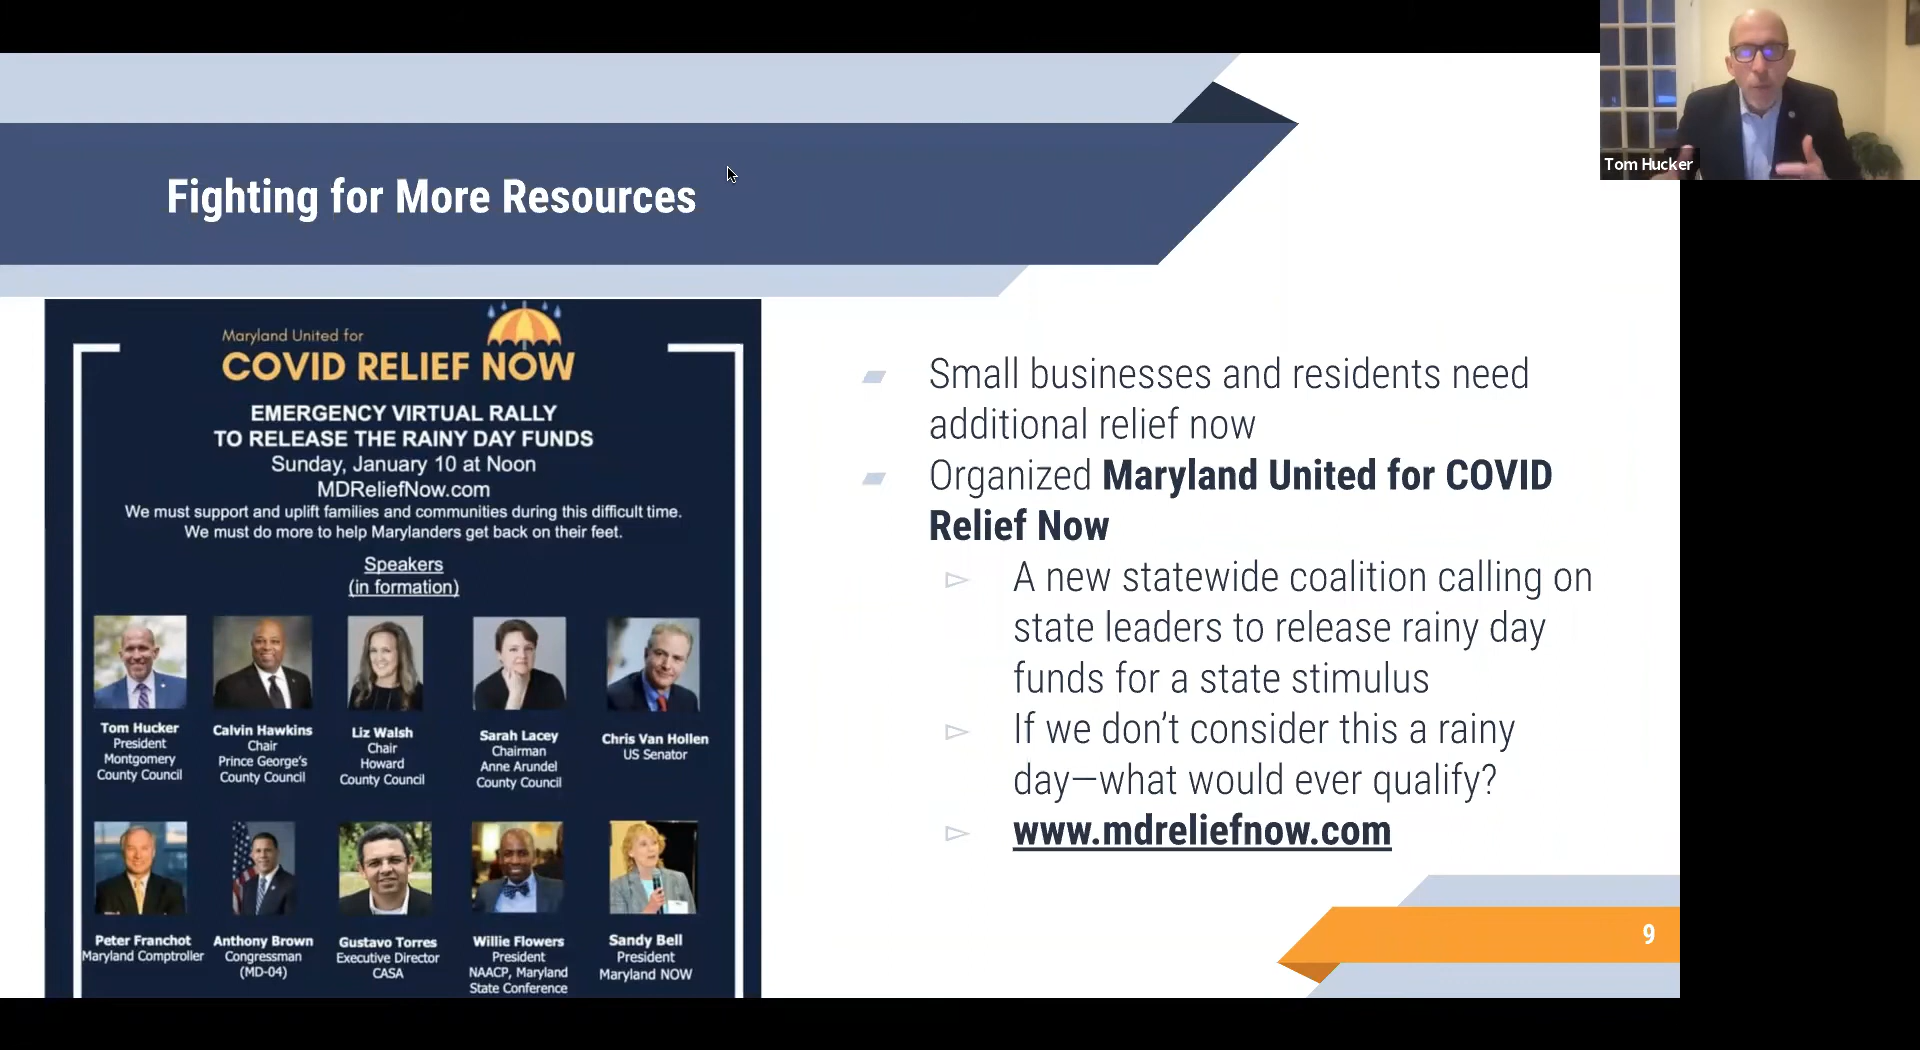 Tom Hucker
Fighting for More Resources
Maryland United for
COVID RELIEF NOW
EMERGENCY VIRTUAL RALLY
TO RELEASE THE RAINY DAY FUNDS
Sunday, January 10 at Noon
MDReliefNow.com
We must support and uplift families and communities during this difficult time.
We must do more to help Marylanders get back on their feet.
Speakers
(in formation)
Tom Hucker
President
Montgomery
County Council
Calvin Hawkins
Chair
Prince George's
County Council
Liz Walsh
Chair
Howard
County Council
Sarah Lacey
Chairman
Anne Arundel
County Council
Chris Van Hollen
US Senator
Peter Franchot
Maryland Comptroller
Anthony Brown
Congressman
(MD-04)
Gustavo Torres
Executive Director
CASA
Willie Flowers
President
NAACP, Maryland
State Conference
Sandy Bell
President
Maryland NOW
Small businesses and residents need
additional relief now
Organized Maryland United for COVID
Relief Now
A new statewide coalition calling on
state leaders to release rainy day
funds for a state stimulus
If we don’t consider this a rainy
day—what would ever qualify?
www.mdreliefnow.com
9